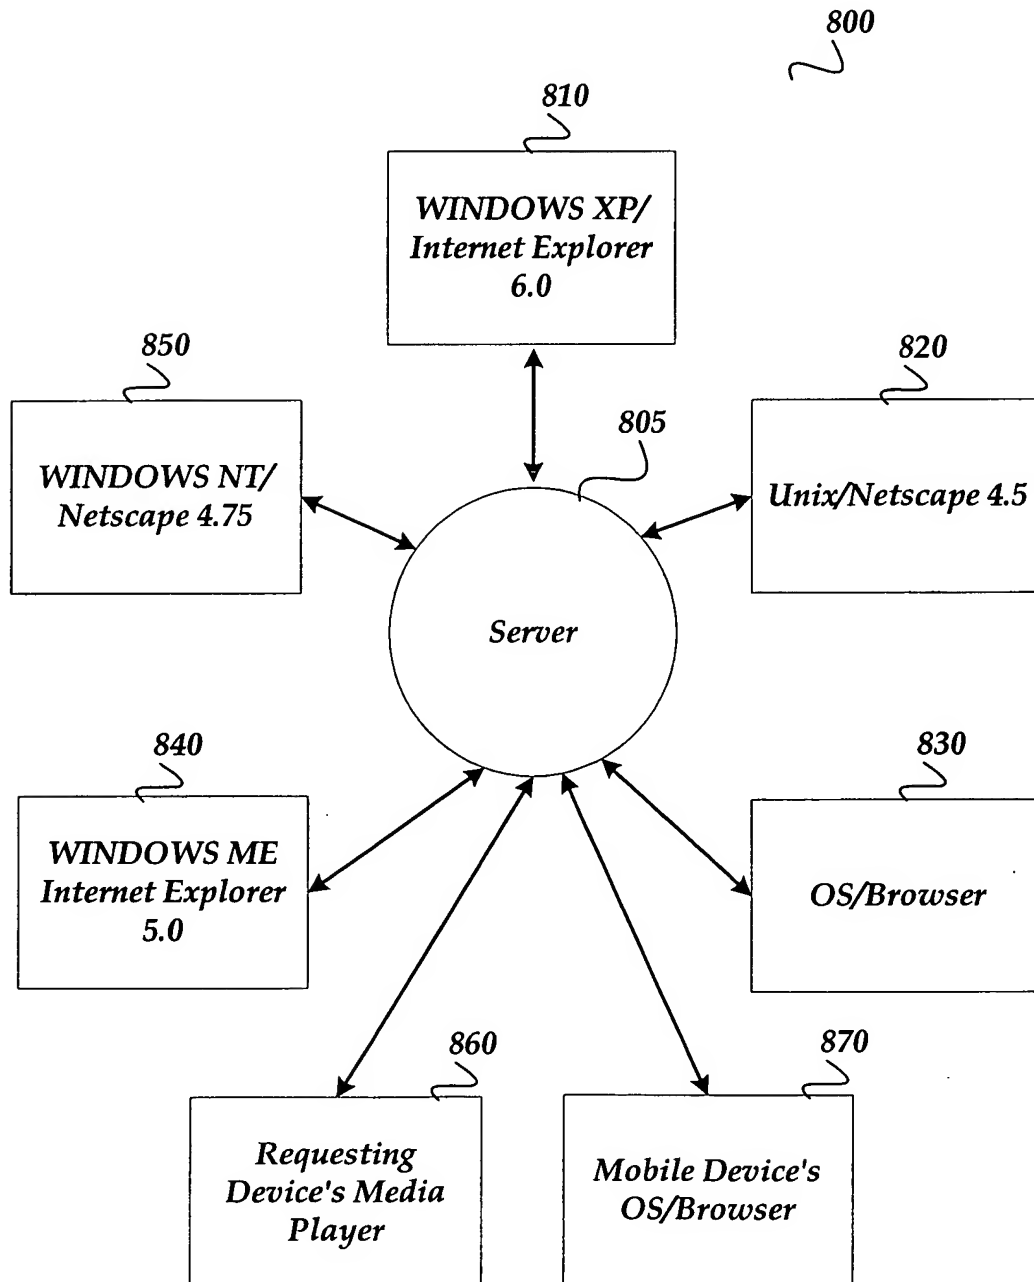 800
810
WINDOWS XP/
Internet Explorer
6.0
850
820
805
WINDOWS NT/
Netscape 4.75
Unix/Netscape 4.5
Server
840
830
WINDOWS ME
Internet Explorer
5.0
OS/Browser
860
870
Requesting
Device's Media
Player
Mobile Device's
OS/Browser